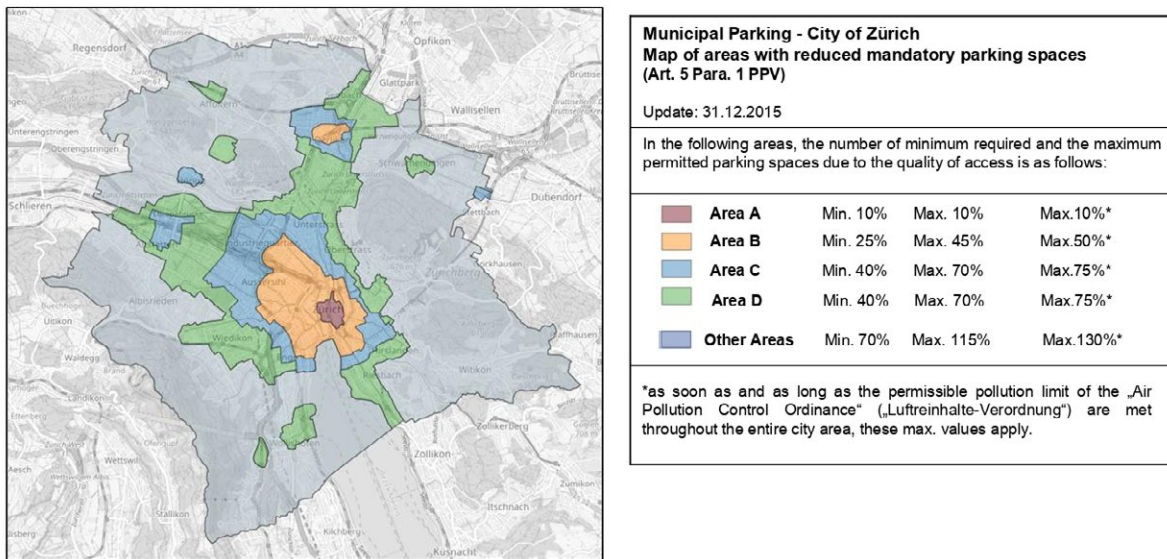 Regensdorf
Opfikon
Glattpark
Wallisellen
Affoltern
Unterengstringen
Oberengstringen
Schwamendingen
Schlieren
Dübendorf
Unterstrass
Industriequartier
Oberstrass
Zuerichberg
Albisrieden
Aussersihl
Zürich
Uitikon
Waldegg
Wiedikon
Enge
Hirslanden
Witikon
Riesbach
Landikon
Wettswil
Zollikerberg
Zollikon
Zumikon
Stallikon
Itschnach
Kilchberg
Kusnacht
Municipal Parking - City of Zürich
Map of areas with reduced mandatory parking spaces
(Art. 5 Para. 1 PPV)
Update: 31.12.2015
In the following areas, the number of minimum required and the maximum
permitted parking spaces due to the quality of access is as follows:
Area A Min. 10% Max. 10% Max.10%*
Area B Min. 25% Max. 45% Max.50%*
Area C Min. 40% Max. 70% Max.75%*
Area D Min. 40% Max. 70% Max.75%*
Other Areas Min. 70% Max. 115% Max.130%*
*as soon as and as long as the permissible pollution limit of the „Air
Pollution Control Ordinance“ („Luftreinhalte-Verordnung“) are met
throughout the entire city area, these max. values apply.